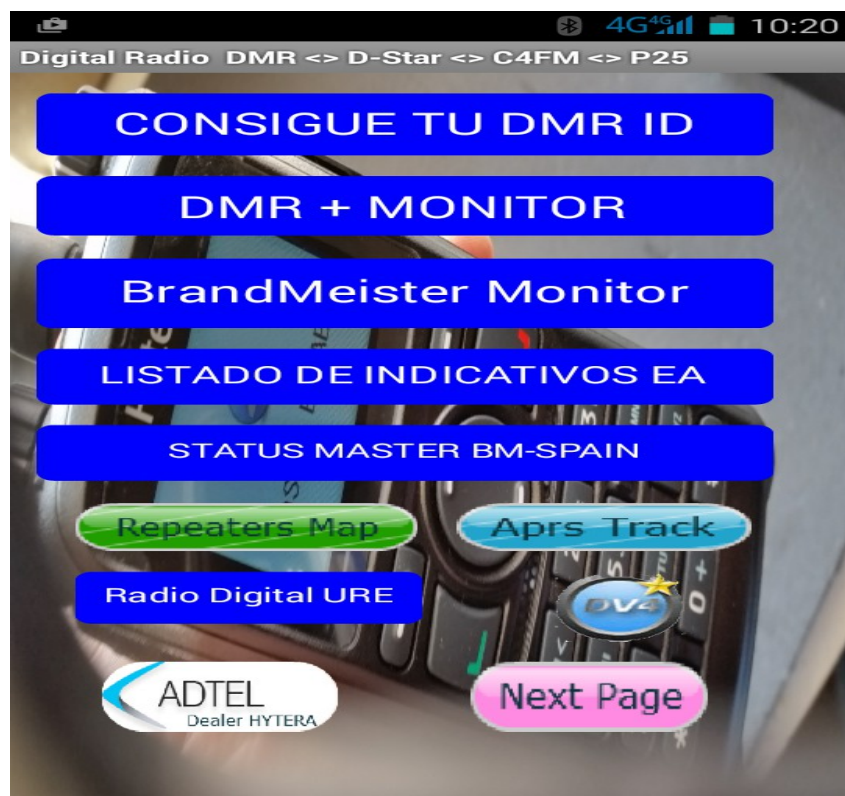 4G 4G 10:20
Digital Radio DMR <> D-Star <> C4FM <> P25
CONSIGUE TU DMR ID
DMR + MONITOR
BrandMeister Monitor
LISTADO DE INDICATIVOS EA
STATUS MASTER BM-SPAIN
Repeaters Map Aprs Track
Radio Digital URE DV4
ADTEL
Dealer HYTERA
Next Page